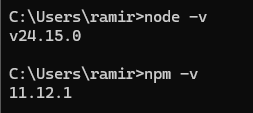 C:\Users\ramir>node -v
v24.15.0
C:\Users\ramir>npm -v
11.12.1